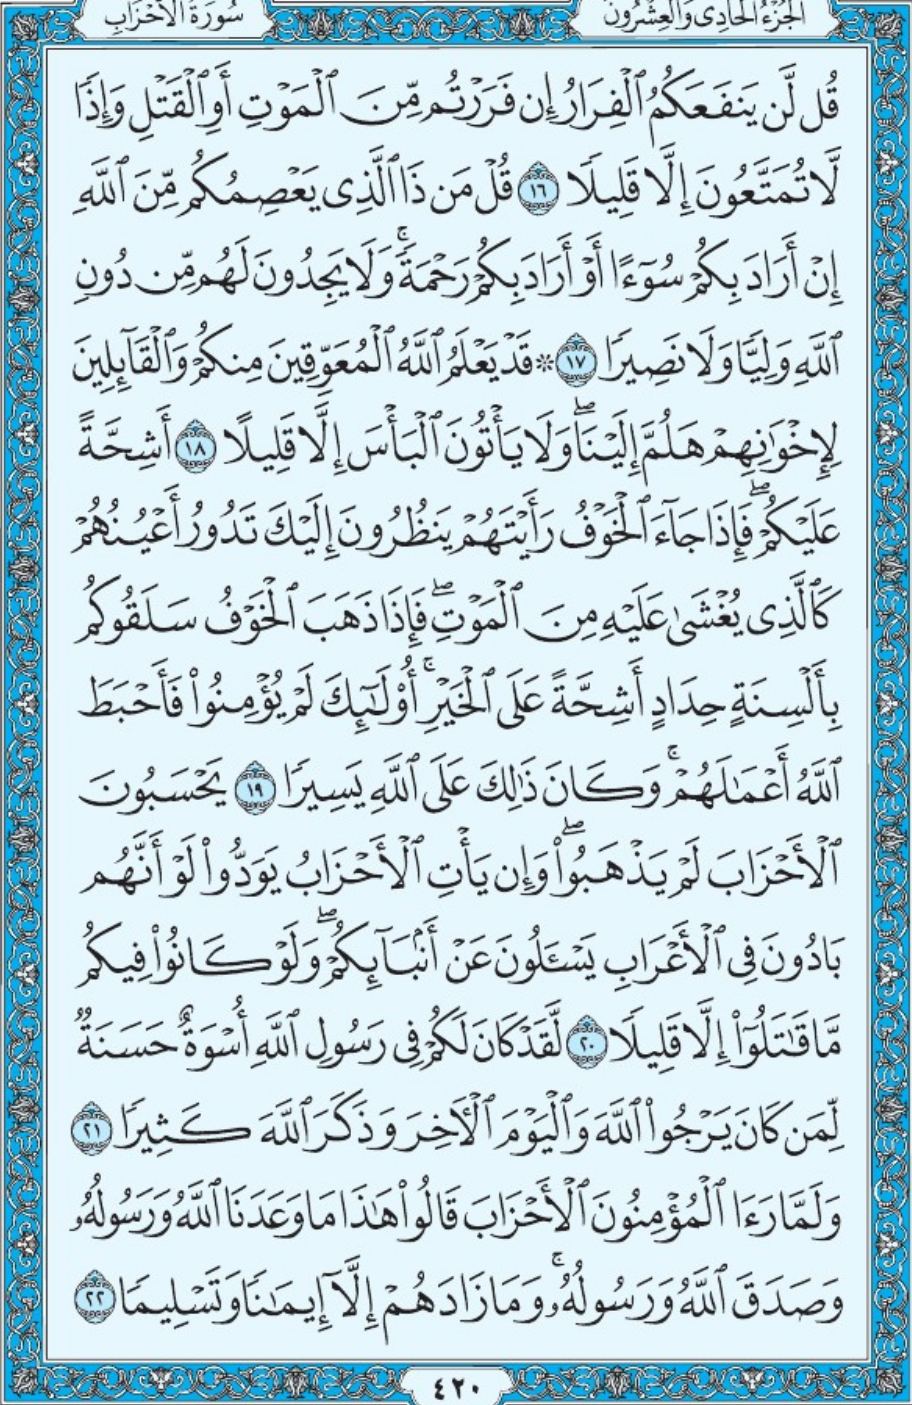 سُورَةُ الأَحْزَابِ الجُزْءُ الحَادِي وَالعِشْرُونَ
قُل لَّن يَنفَعَكُمُ ٱلْفِرَارُ إِن فَرَرْتُم مِّنَ ٱلْمَوْتِ أَوِ ٱلْقَتْلِ وَإِذًا
لَّا تُمَتَّعُونَ إِلَّا قَلِيلًا ١٦ قُلْ مَن ذَا ٱلَّذِى يَعْصِمُكُم مِّنَ ٱللَّهِ
إِنْ أَرَادَ بِكُمْ سُوٓءًا أَوْ أَرَادَ بِكُمْ رَحْمَةً ۚ وَلَا يَجِدُونَ لَهُم مِّن دُونِ
ٱللَّهِ وَلِيًّا وَلَا نَصِيرًا ١٧ * قَدْ يَعْلَمُ ٱللَّهُ ٱلْمُعَوِّقِينَ مِنكُمْ وَٱلْقَآئِلِينَ
لِإِخْوَٰنِهِمْ هَلُمَّ إِلَيْنَا ۖ وَلَا يَأْتُونَ ٱلْبَأْسَ إِلَّا قَلِيلًا ١٨ أَشِحَّةً
عَلَيْكُمْ ۖ فَإِذَا جَآءَ ٱلْخَوْفُ رَأَيْتَهُمْ يَنظُرُونَ إِلَيْكَ تَدُورُ أَعْيُنُهُمْ
كَٱلَّذِى يُغْشَىٰ عَلَيْهِ مِنَ ٱلْمَوْتِ ۖ فَإِذَا ذَهَبَ ٱلْخَوْفُ سَلَقُوكُم
بِأَلْسِنَةٍ حِدَادٍ أَشِحَّةً عَلَى ٱلْخَيْرِ ۚ أُو۟لَٰٓئِكَ لَمْ يُؤْمِنُوا۟ فَأَحْبَطَ
ٱللَّهُ أَعْمَٰلَهُمْ ۚ وَكَانَ ذَٰلِكَ عَلَى ٱللَّهِ يَسِيرًا ١٩ يَحْسَبُونَ
ٱلْأَحْزَابَ لَمْ يَذْهَبُوا۟ ۖ وَإِن يَأْتِ ٱلْأَحْزَابُ يَوَدُّوا۟ لَوْ أَنَّهُم
بَادُونَ فِى ٱلْأَعْرَابِ يَسْـَٔلُونَ عَنْ أَنۢبَآئِكُمْ ۖ وَلَوْ كَانُوا۟ فِيكُم
مَّا قَٰتَلُوٓا۟ إِلَّا قَلِيلًا ٢٠ لَّقَدْ كَانَ لَكُمْ فِى رَسُولِ ٱللَّهِ أُسْوَةٌ حَسَنَةٌ
لِّمَن كَانَ يَرْجُوا۟ ٱللَّهَ وَٱلْيَوْمَ ٱلْـَٔاخِرَ وَذَكَرَ ٱللَّهَ كَثِيرًا ٢١
وَلَمَّا رَءَا ٱلْمُؤْمِنُونَ ٱلْأَحْزَابَ قَالُوا۟ هَٰذَا مَا وَعَدَنَا ٱللَّهُ وَرَسُولُهُۥ
وَصَدَقَ ٱللَّهُ وَرَسُولُهُۥ ۚ وَمَا زَادَهُمْ إِلَّآ إِيمَٰنًا وَتَسْلِيمًا ٢٢
٤٢٠